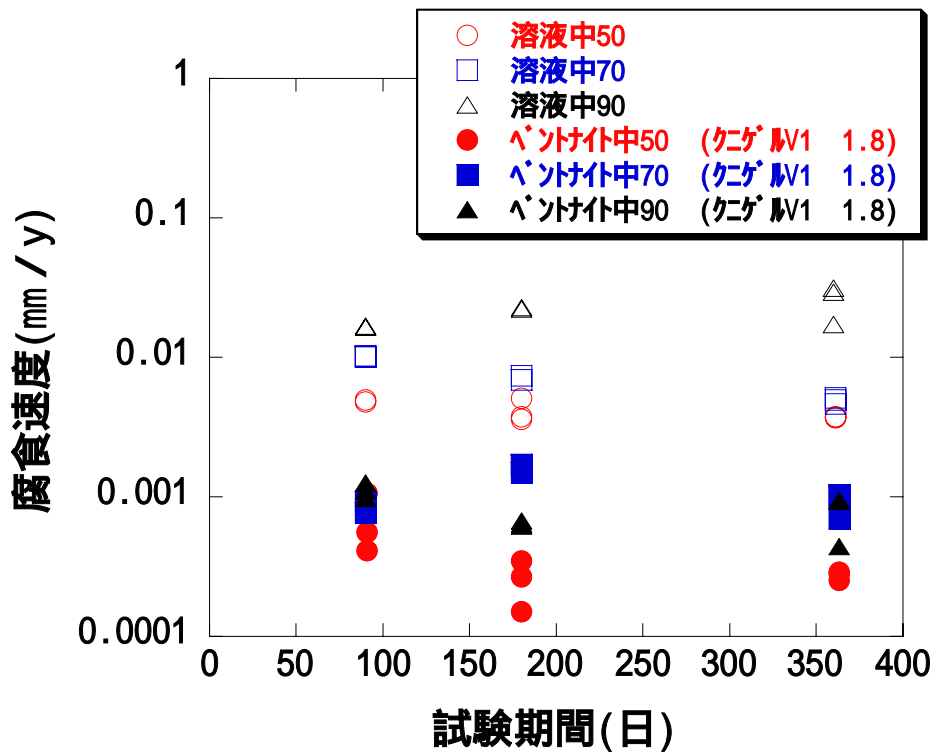 溶液中50
溶液中70
溶液中90
ベントナイト中50 (クニゲルV1 1.8)
ベントナイト中70 (クニゲルV1 1.8)
ベントナイト中90 (クニゲルV1 1.8)
1
0.1
0.01
0.001
0.0001
腐食速度(㎜/y)
0 50 100 150 200 250 300 350 400
試験期間(日)